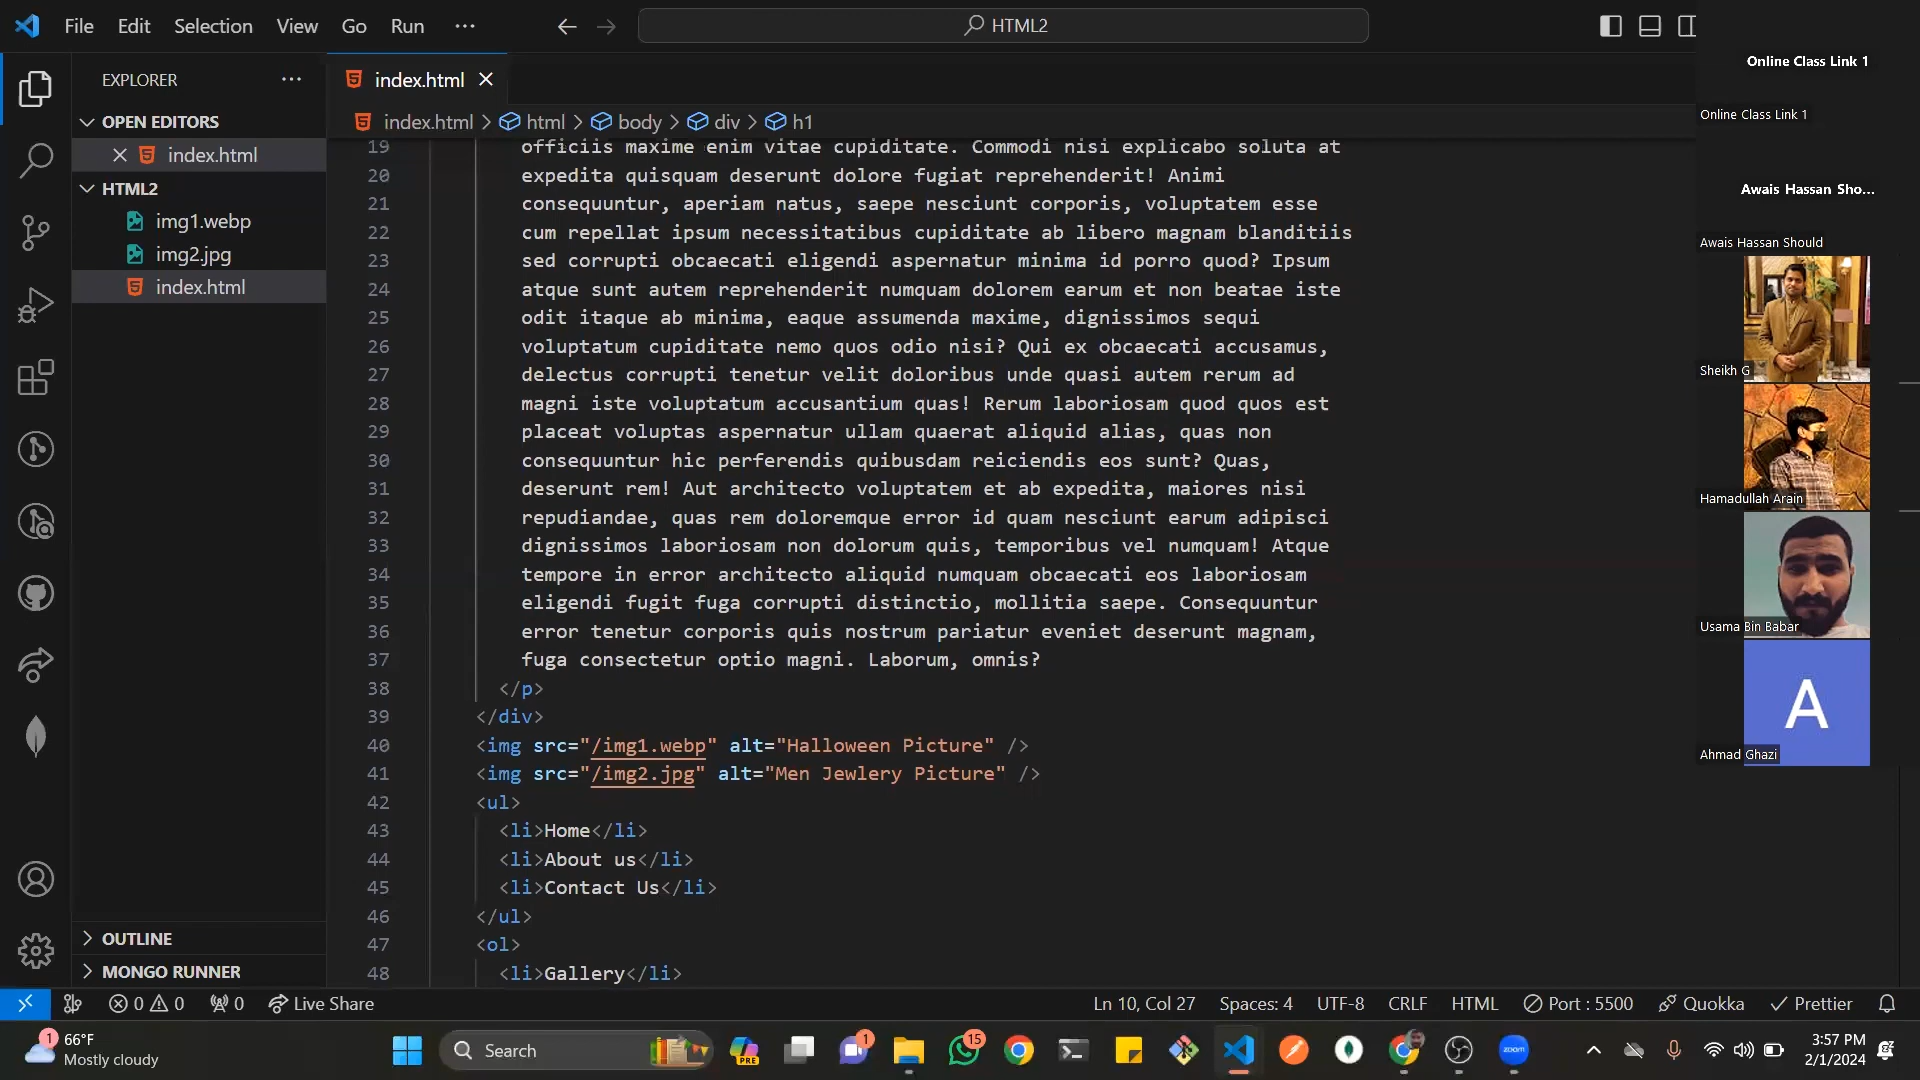 File Edit Selection View Go Run ···
HTML2
EXPLORER ···
index.html
OPEN EDITORS
index.html
HTML2
img1.webp
img2.jpg
index.html
OUTLINE
MONGO RUNNER
index.html > html > body > div > h1
19 officiis maxime enim vitae cupiditate. Commodi nisi explicabo soluta at
20 expedita quisquam deserunt dolore fugiat reprehenderit! Animi
21 consequuntur, aperiam natus, saepe nesciunt corporis, voluptatem esse
22 cum repellat ipsum necessitatibus cupiditate ab libero magnam blanditiis
23 sed corrupti obcaecati eligendi aspernatur minima id porro quod? Ipsum
24 atque sunt autem reprehenderit numquam dolorem earum et non beatae iste
25 odit itaque ab minima, eaque assumenda maxime, dignissimos sequi
26 voluptatum cupiditate nemo quos odio nisi? Qui ex obcaecati accusamus,
27 delectus corrupti tenetur velit doloribus unde quasi autem rerum ad
28 magni iste voluptatum accusantium quas! Rerum laboriosam quod quos est
29 placeat voluptas aspernatur ullam quaerat aliquid alias, quas non
30 consequuntur hic perferendis quibusdam reiciendis eos sunt? Quas,
31 deserunt rem! Aut architecto voluptatem et ab expedita, maiores nisi
32 repudiandae, quas rem doloremque error id quam nesciunt earum adipisci
33 dignissimos laboriosam non dolorum quis, temporibus vel numquam! Atque
34 tempore in error architecto aliquid numquam obcaecati eos laboriosam
35 eligendi fugit fuga corrupti distinctio, mollitia saepe. Consequuntur
36 error tenetur corporis quis nostrum pariatur eveniet deserunt magnam,
37 fuga consectetur optio magni. Laborum, omnis?
38 </p>
39 </div>
40 <img src="/img1.webp" alt="Halloween Picture" />
41 <img src="/img2.jpg" alt="Men Jewlery Picture" />
42 <ul>
43 <li>Home</li>
44 <li>About us</li>
45 <li>Contact Us</li>
46 </ul>
47 <ol>
48 <li>Gallery</li>
Online Class Link 1
Online Class Link 1
Awais Hassan Sho...
Awais Hassan Should
Sheikh G
Hamadullah Arain
Usama Bin Babar
A
Ahmad Ghazi
0 0 0 Live Share Ln 10, Col 27 Spaces: 4 UTF-8 CRLF HTML Port : 5500 Quokka Prettier
1 66°F
Mostly cloudy
Search
PRE
1
15
zoom
3:57 PM
2/1/2024